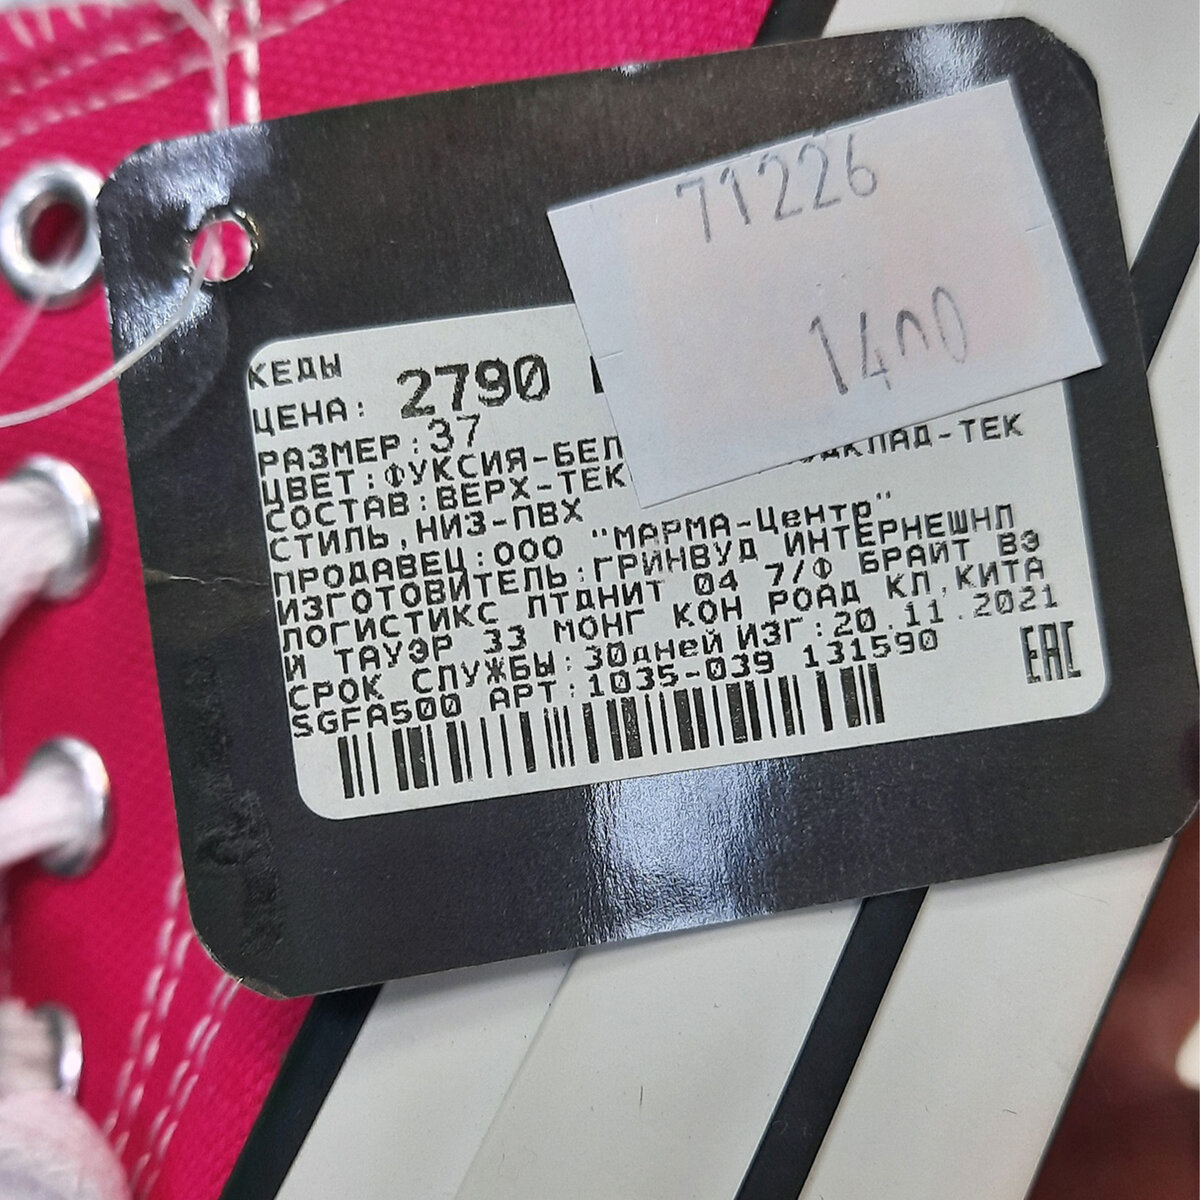 71226
1400
КЕДЫ
ЦЕНА: 2790
РАЗМЕР:37
ЦВЕТ:ФУКСИЯ-БЕЛ
СОСТАВ:ВЕРХ-ТЕК ПОДКЛАД-ТЕК
СТИЛЬ,НИЗ-ПВХ
ПРОДАВЕЦ:ООО "МАРМА-Центр"
ИЗГОТОВИТЕЛЬ:ГРИНВУД ИНТЕРНЕШНЛ
ЛОГИСТИКС ЛТДНИТ 04 7/Ф БРАЙТ ВЭ
И ТАУЭР 33 МОНГ КОН РОАД КЛ,КИТА
СРОК СЛУЖБЫ:30дней ИЗГ:20.11.2021
SGFA500 АРТ:1035-039 131590
EAC